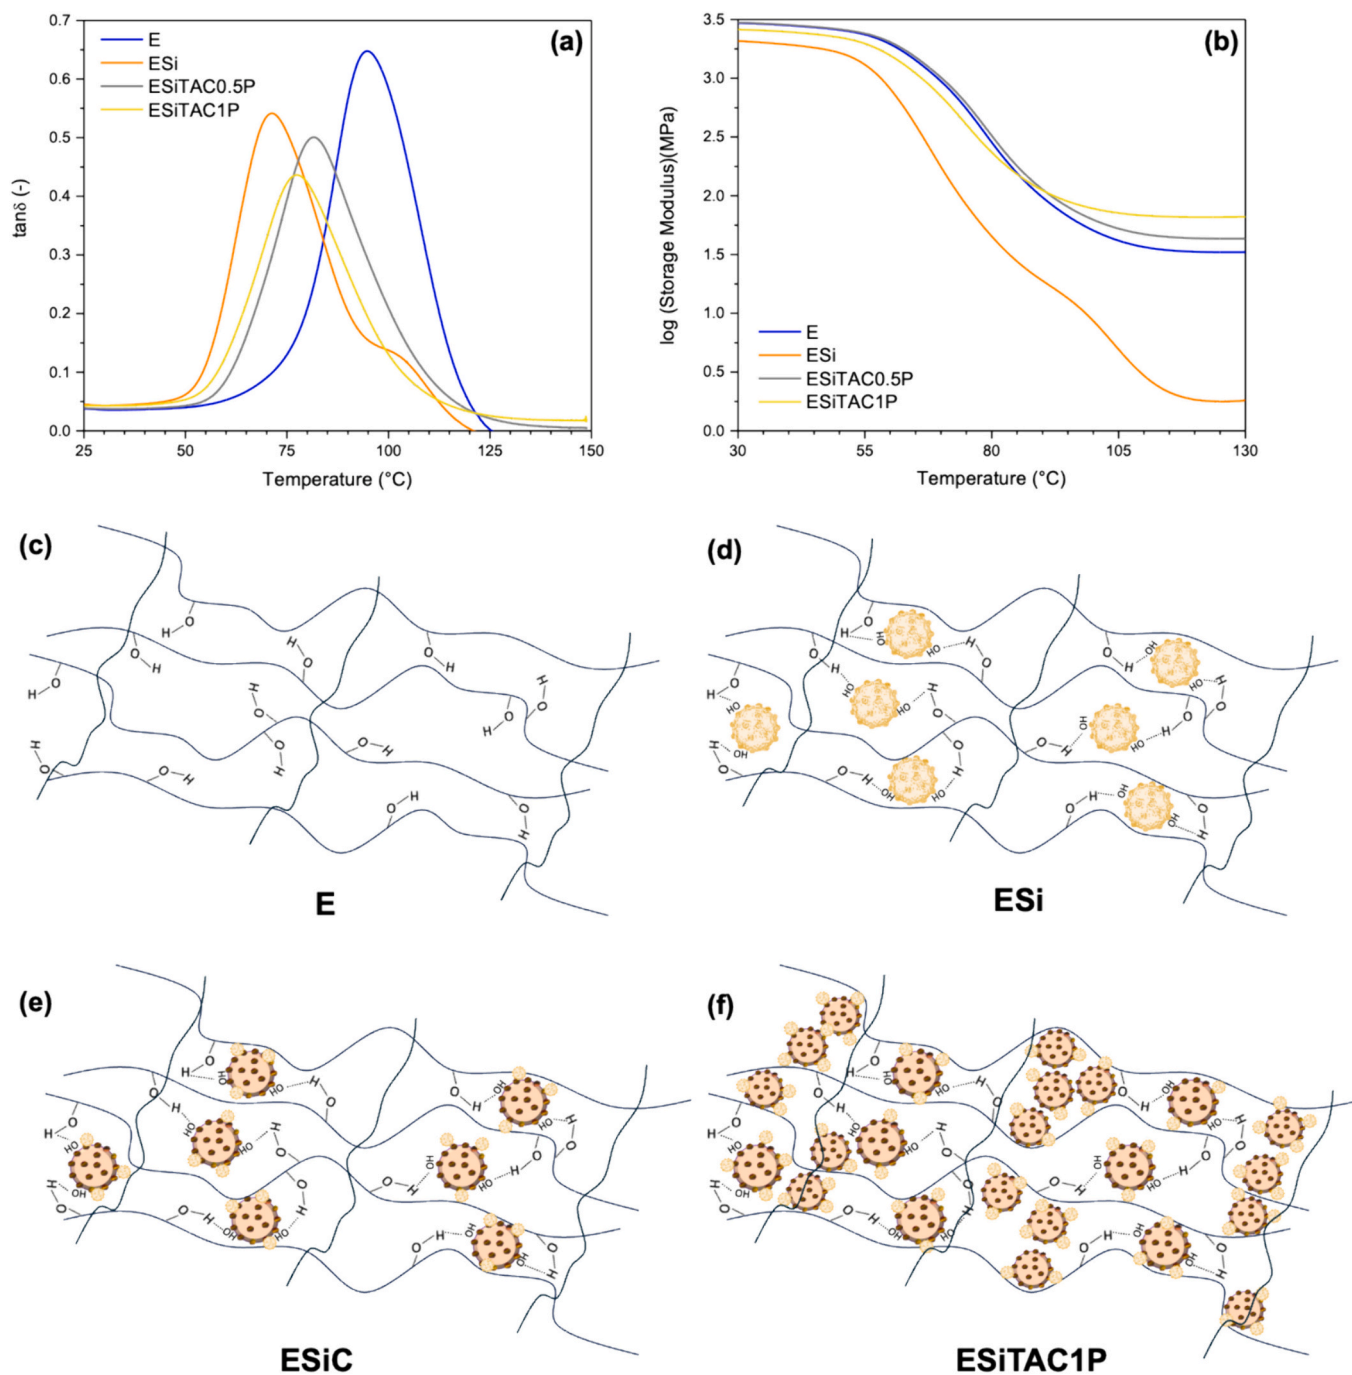 (a)
E
ESi
ESiTAC0.5P
ESiTAC1P
tanδ (-)
0.7
0.6
0.5
0.4
0.3
0.2
0.1
0.0
25 50 75 100 125 150
Temperature (°C)
(b)
log (Storage Modulus)(MPa)
3.5
3.0
2.5
2.0
1.5
1.0
0.5
0.0
E
ESi
ESiTAC0.5P
ESiTAC1P
30 55 80 105 130
Temperature (°C)
(c)
E
(d)
ESi
(e)
ESiC
(f)
ESiTAC1P